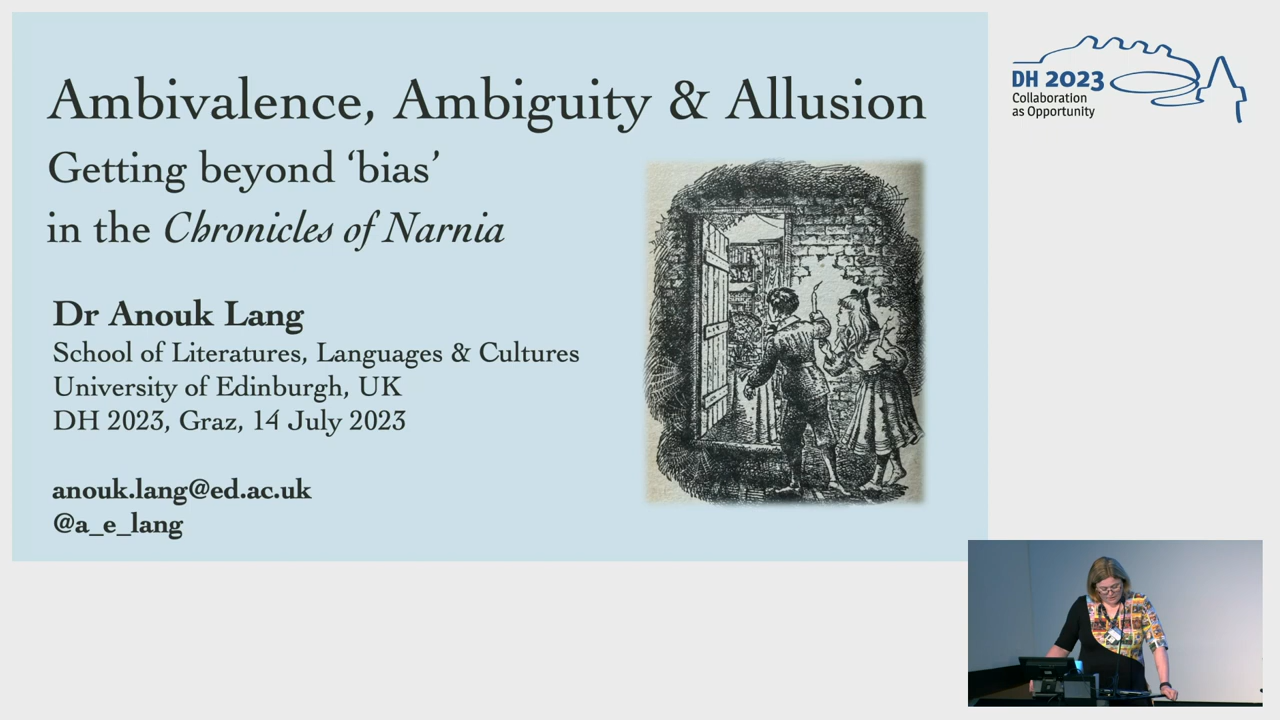 Ambivalence, Ambiguity & Allusion
Getting beyond ‘bias’
in the Chronicles of Narnia
Dr Anouk Lang
School of Literatures, Languages & Cultures
University of Edinburgh, UK
DH 2023, Graz, 14 July 2023
anouk.lang@ed.ac.uk
@a_e_lang
DH 2023
Collaboration
as Opportunity